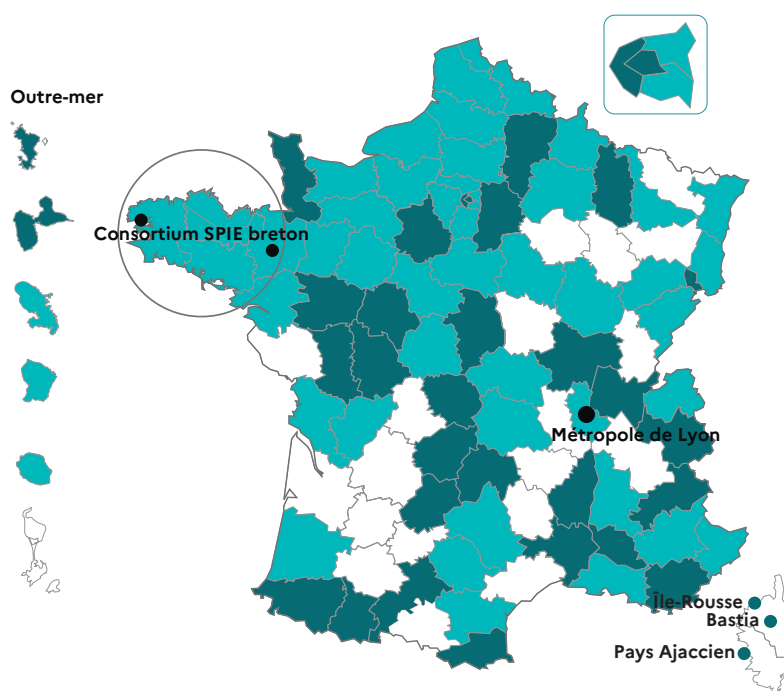 Outre-mer
Consortium SPIE breton
Métropole de Lyon
Île-Rousse
Bastia
Pays Ajaccien